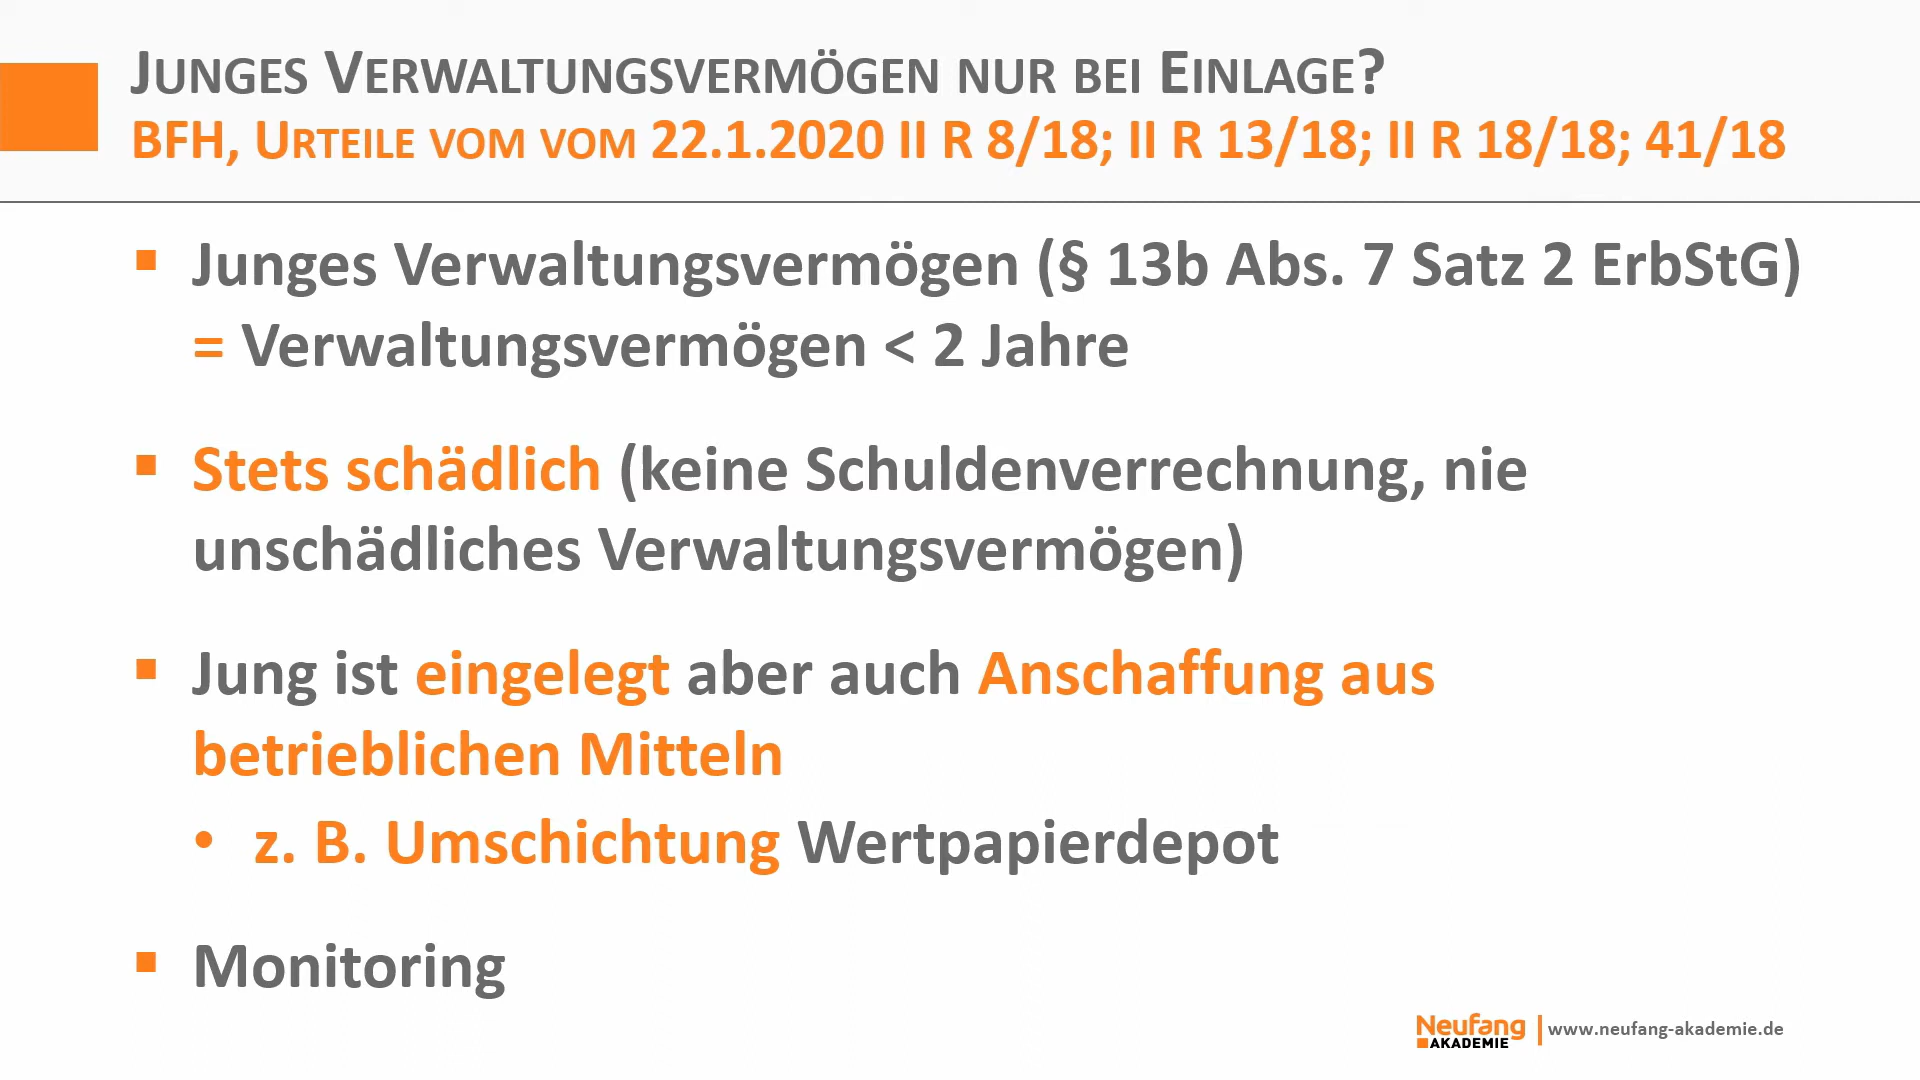 Junges Verwaltungsvermögen nur bei Einlage?
BFH, Urteile vom vom 22.1.2020 II R 8/18; II R 13/18; II R 18/18; 41/18
Junges Verwaltungsvermögen (§ 13b Abs. 7 Satz 2 ErbStG)
= Verwaltungsvermögen < 2 Jahre
Stets schädlich (keine Schuldenverrechnung, nie
unschädliches Verwaltungsvermögen)
Jung ist eingelegt aber auch Anschaffung aus
betrieblichen Mitteln
• z. B. Umschichtung Wertpapierdepot
Monitoring
Neufang
AKADEMIE
www.neufang-akademie.de